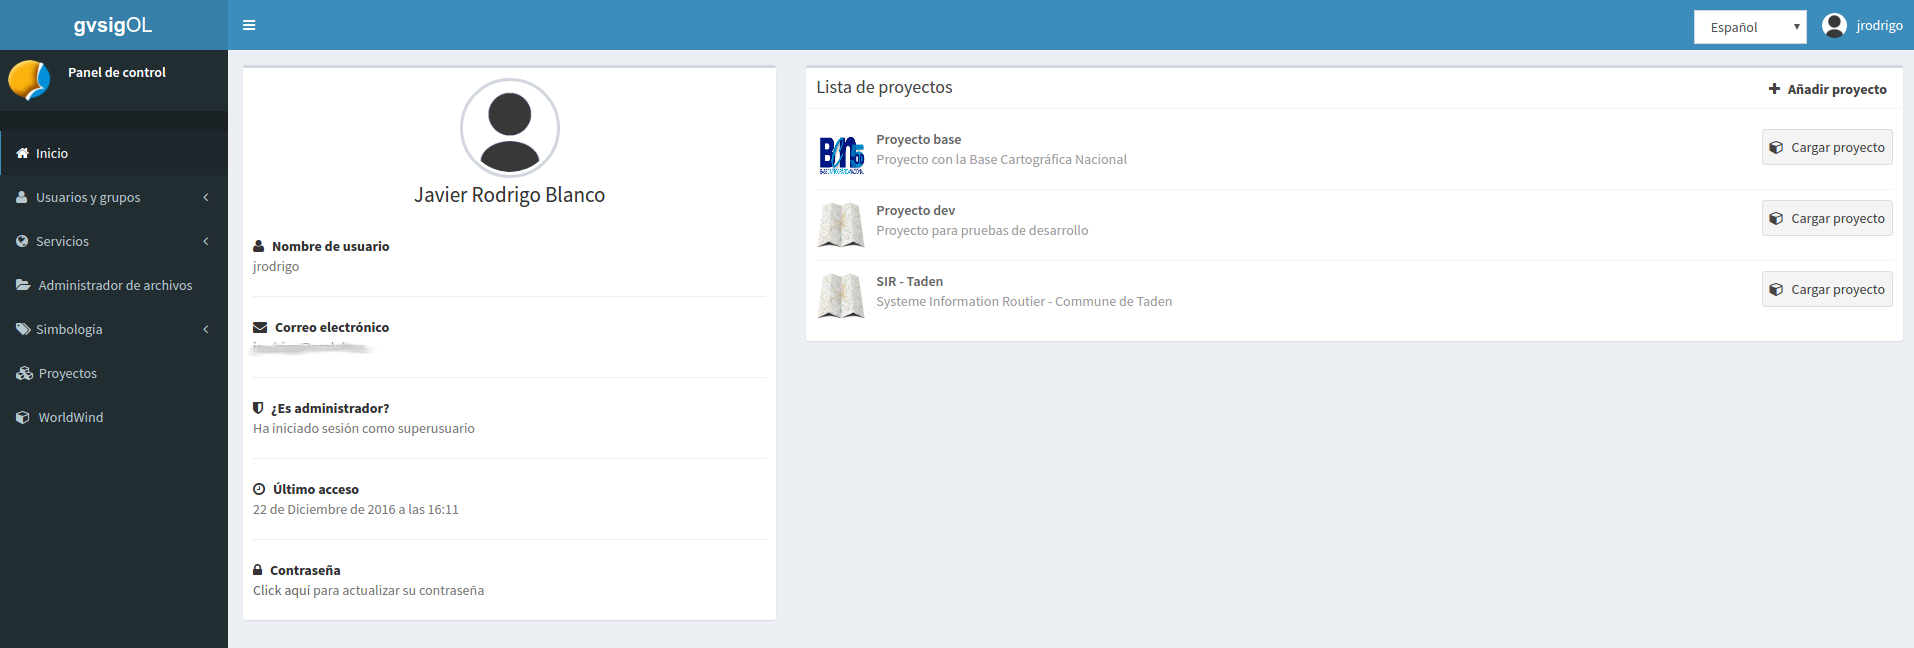 gvsigOL
Español
jrodrigo
Panel de control
Inicio
Usuarios y grupos
Servicios
Administrador de archivos
Simbología
Proyectos
WorldWind
Javier Rodrigo Blanco
Nombre de usuario
jrodrigo
Correo electrónico
¿Es administrador?
Ha iniciado sesión como superusuario
Último acceso
22 de Diciembre de 2016 a las 16:11
Contraseña
Click aquí para actualizar su contraseña
Lista de proyectos
Añadir proyecto
Proyecto base
Proyecto con la Base Cartográfica Nacional
Cargar proyecto
Proyecto dev
Proyecto para pruebas de desarrollo
Cargar proyecto
SIR - Taden
Systeme Information Routier - Commune de Taden
Cargar proyecto